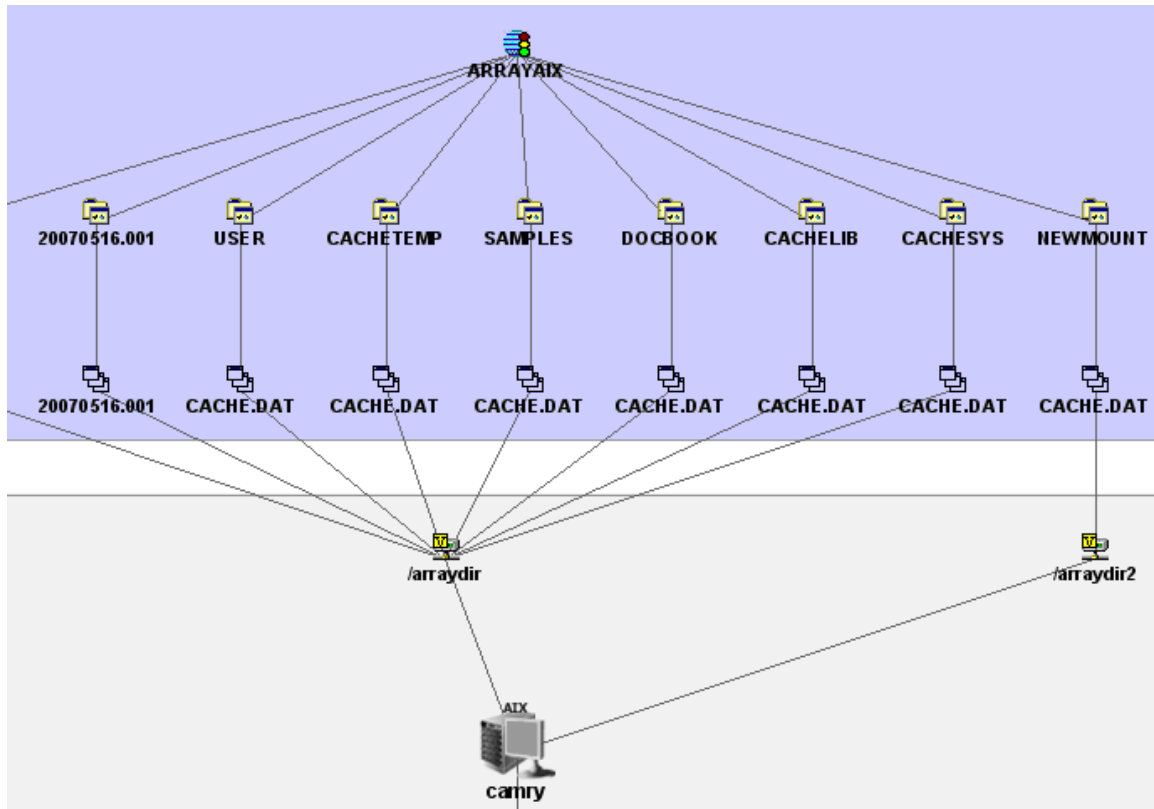 ARRAYAIX
20070516.001 USER CACHETEMP SAMPLES DOCBOOK CACHELIB CACHESYS NEWMOUNT
20070516.001 CACHE.DAT CACHE.DAT CACHE.DAT CACHE.DAT CACHE.DAT CACHE.DAT CACHE.DAT
/arraydir /arraydir2
AIX
camry